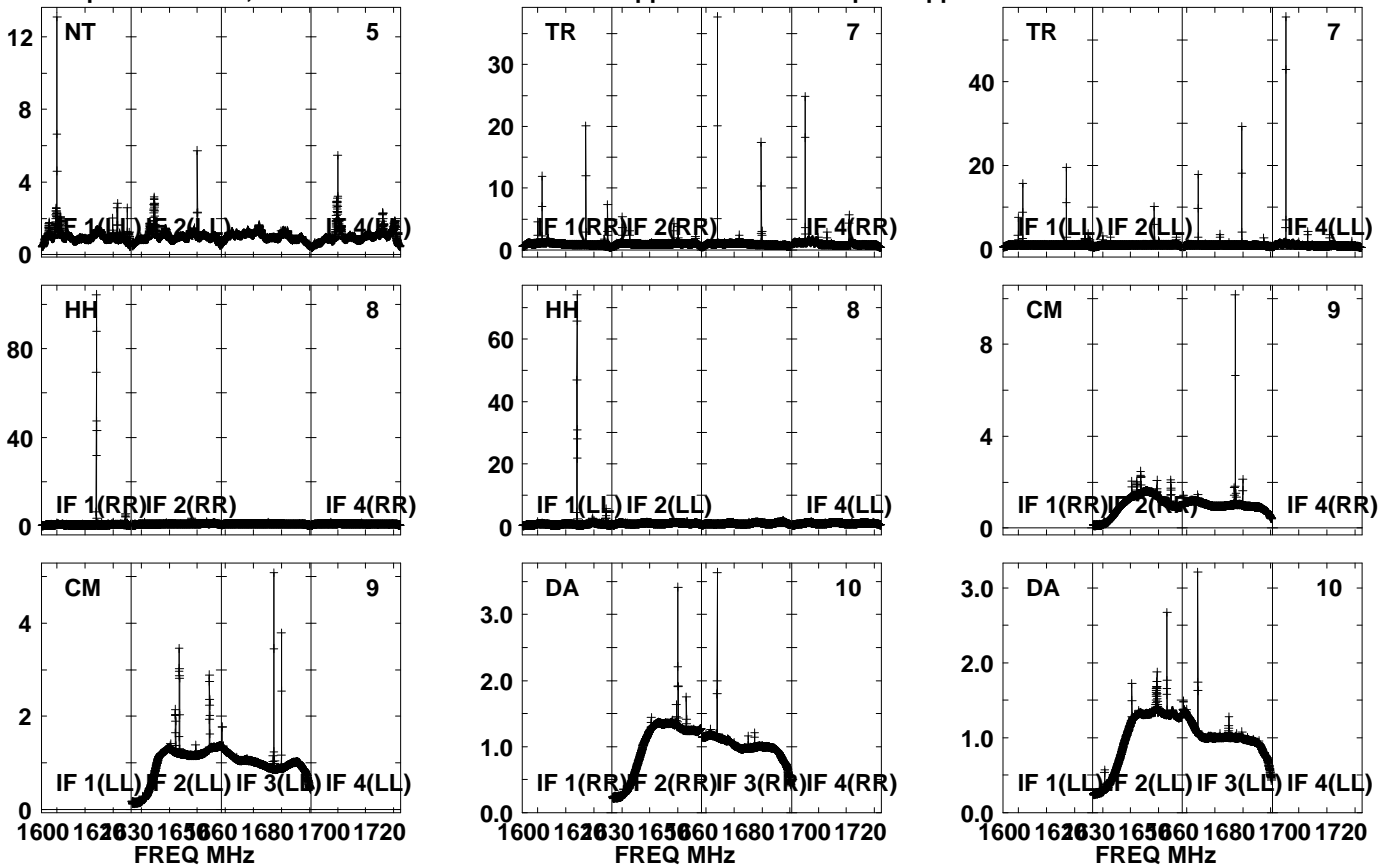 NT 5
12
8
4
0
IF 1(LL) IF 2(LL) IF 4(LL)
TR 7
30
20
10
0
IF 1(RR) IF 2(RR) IF 4(RR)
TR 7
40
20
0
IF 1(LL) IF 2(LL) IF 4(LL)
HH 8
80
40
0
IF 1(RR) IF 2(RR) IF 4(RR)
HH 8
60
40
20
0
IF 1(LL) IF 2(LL) IF 4(LL)
CM 9
8
4
0
IF 1(RR) IF 2(RR) IF 4(RR)
CM 9
4
2
0
IF 1(LL) IF 2(LL) IF 3(LL) IF 4(LL)
1600 1620 1630 1650 1660 1680 1700 1720
FREQ MHz
DA 10
3.0
2.0
1.0
0.0
IF 1(RR) IF 2(RR) IF 3(RR) IF 4(RR)
1600 1620 1630 1650 1660 1680 1700 1720
FREQ MHz
DA 10
3.0
2.0
1.0
0.0
IF 1(LL) IF 2(LL) IF 3(LL) IF 4(LL)
1600 1620 1630 1650 1660 1680 1700 1720
FREQ MHz